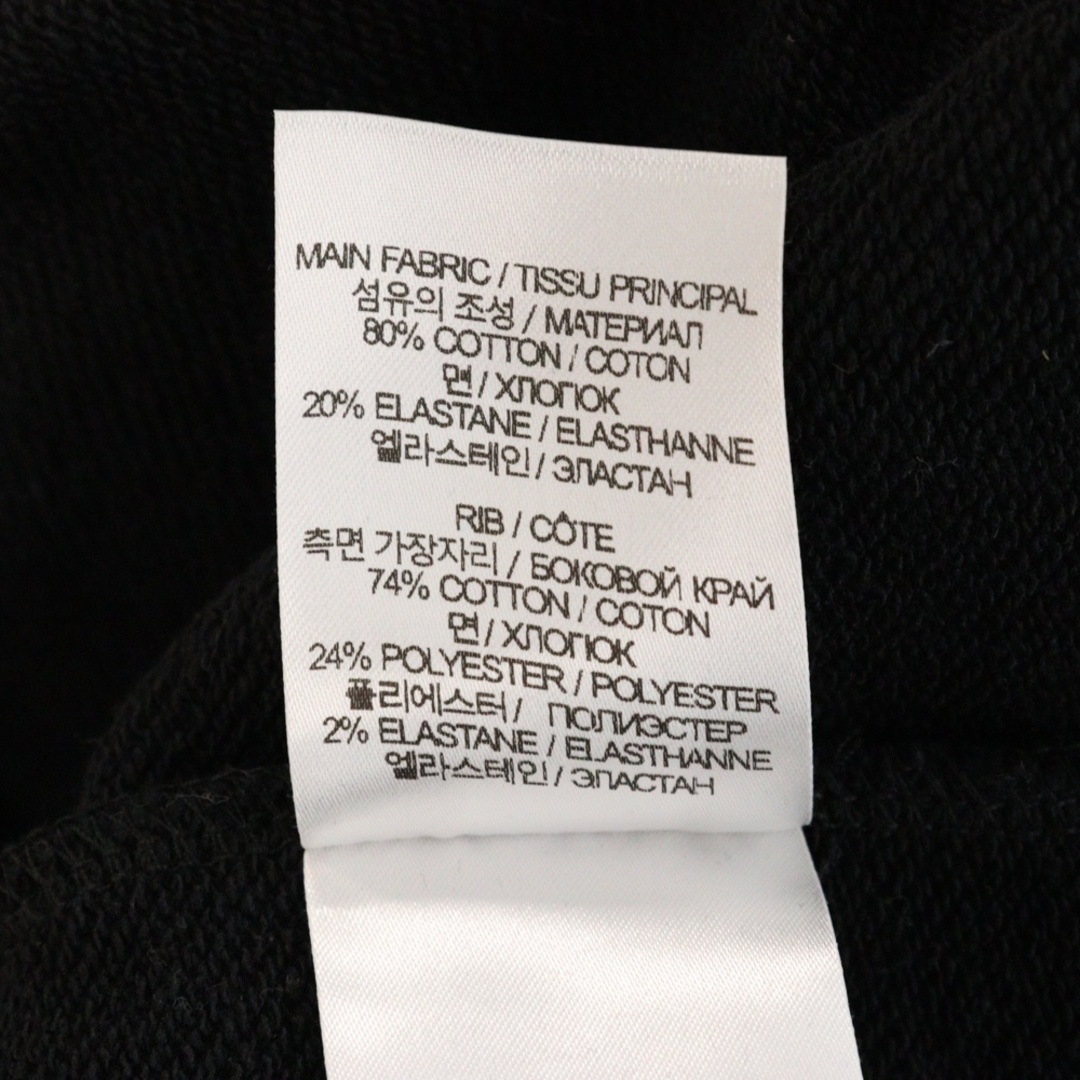 MAIN FABRIC / TISSU PRINCIPAL
섬유의 조성 / МАТЕРИАЛ
80% COTTON / COTON
면 / ХЛОГЮК
20% ELASTANE / ELASTHANNE
엘라스테인 / ЭЛАСТАН
RIB / CÔTE
측면 가장자리 / БОКОВОЙ КРАЙ
74% COTTON / COTON
면 / ХЛОГЮК
24% POLYESTER / POLYESTER
폴리에스터 / ПОЛИЭСТЕР
2% ELASTANE / ELASTHANNE
엘라스테인 / ЭЛАСТАН